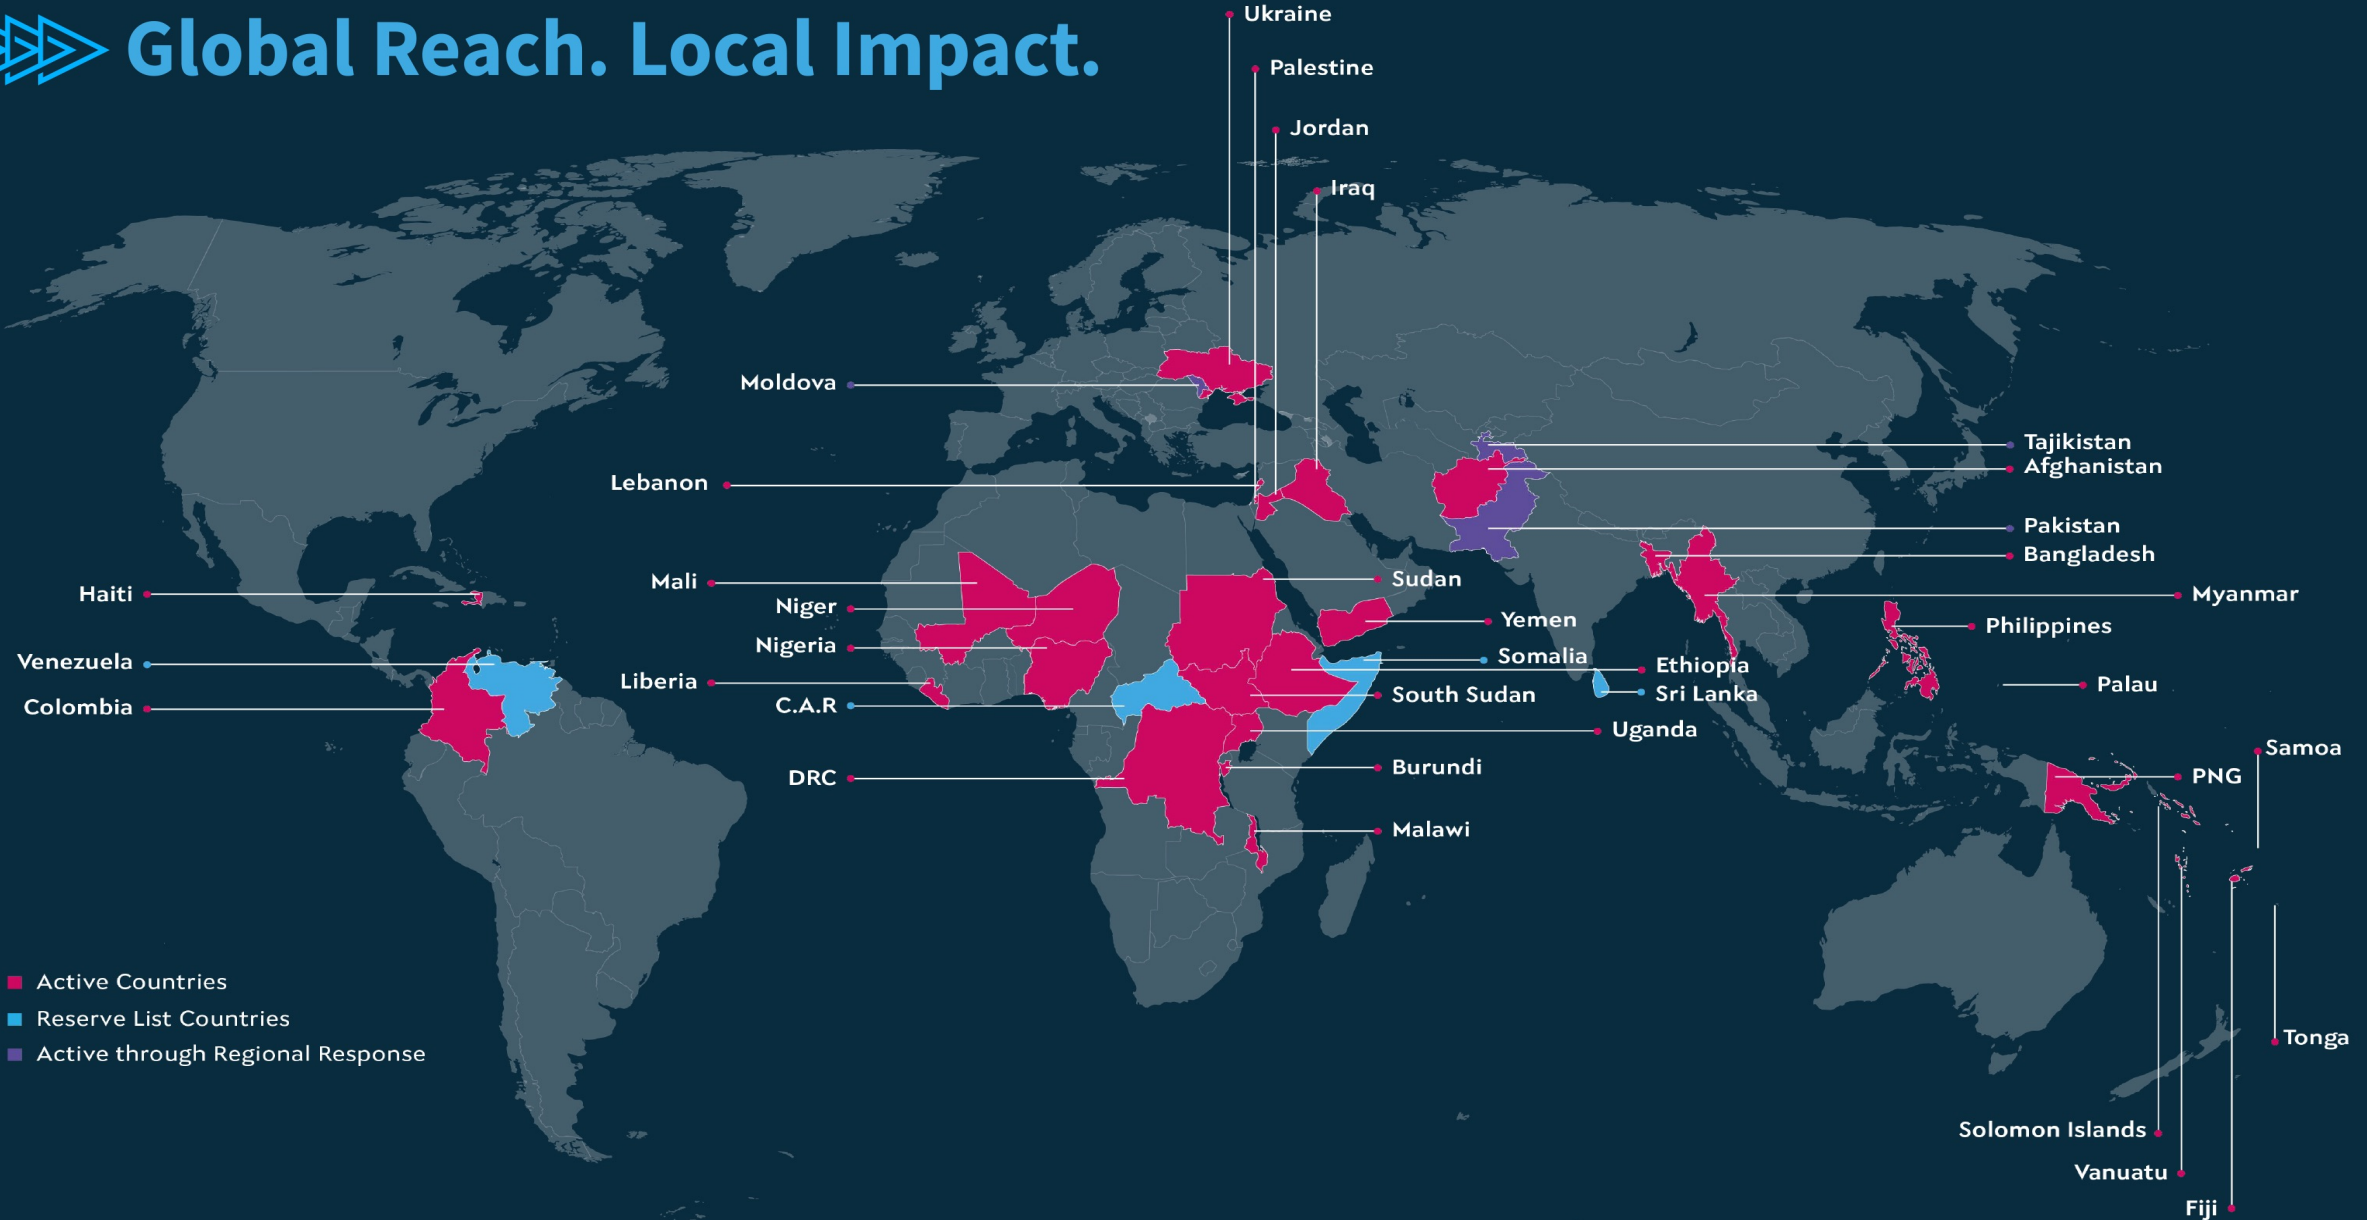 Global Reach. Local Impact.
Ukraine
Palestine
Jordan
Iraq
Moldova
Tajikistan
Afghanistan
Lebanon
Pakistan
Bangladesh
Mali
Sudan
Haiti
Myanmar
Niger
Yemen
Philippines
Nigeria
Somalia
Venezuela
Ethiopia
Liberia
Palau
South Sudan
Sri Lanka
Colombia
C.A.R
Uganda
Samoa
Burundi
DRC
PNG
Malawi
Active Countries
Reserve List Countries
Active through Regional Response
Tonga
Solomon Islands
Vanuatu
Fiji